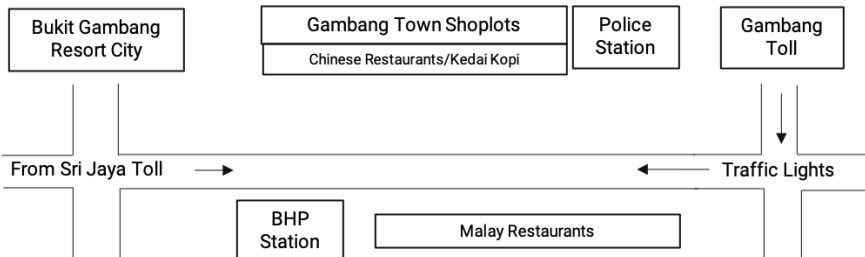 Bukit Gambang
Resort City
Gambang Town Shoplots
Chinese Restaurants/Kedai Kopi
Police
Station
Gambang
Toll
From Sri Jaya Toll
Traffic Lights
BHP
Station
Malay Restaurants